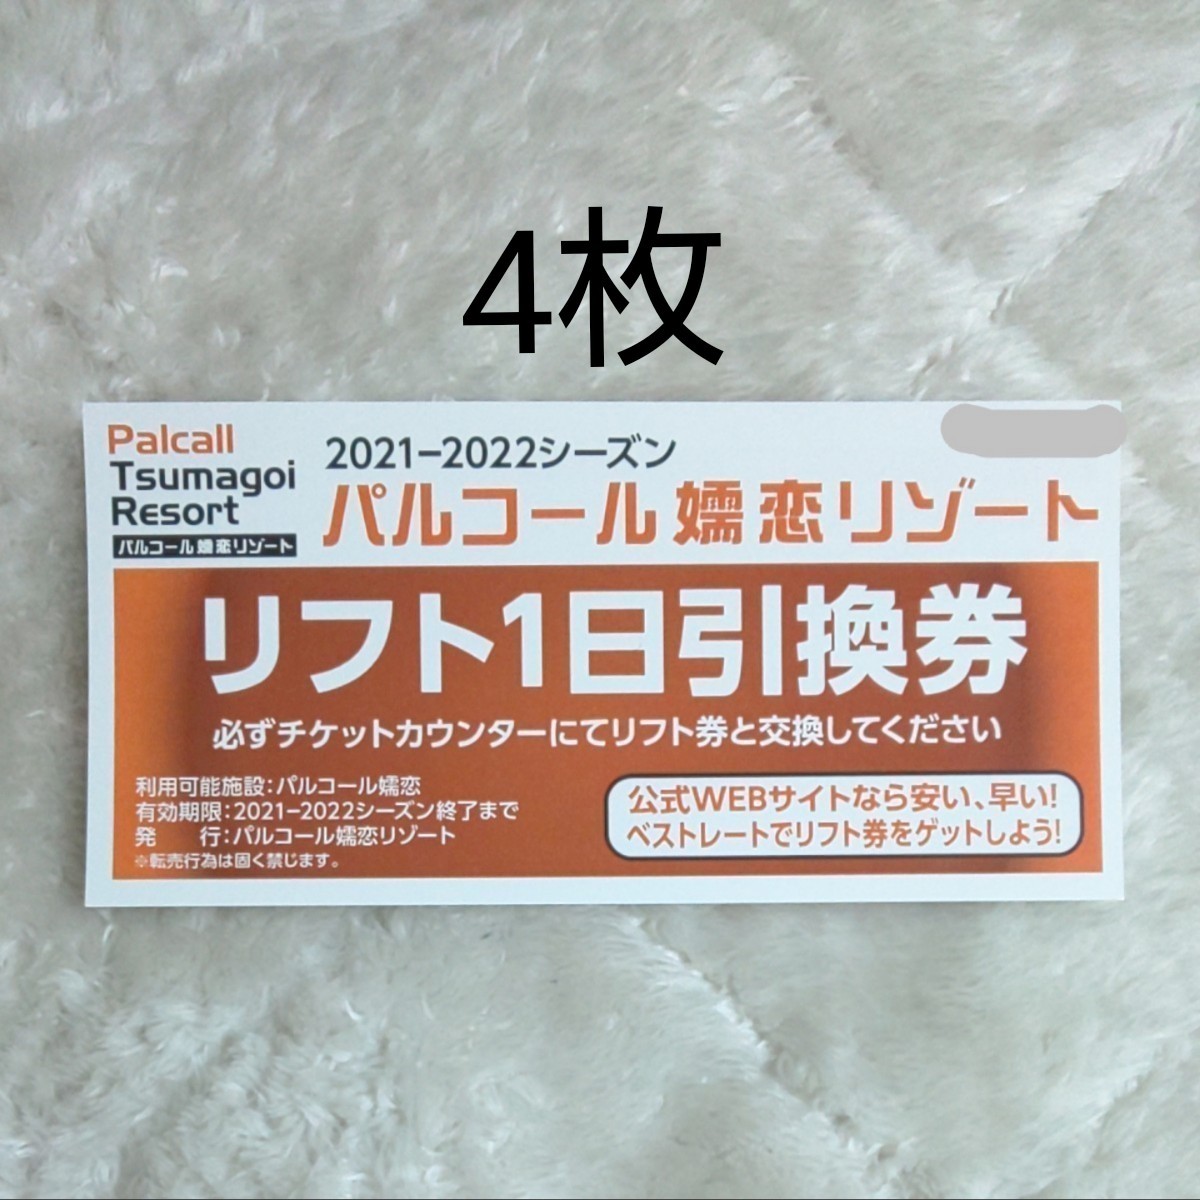 4枚
Palcall
Tsumagoi
Resort
パルコール嬬恋リゾート
2021-2022シーズン
パルコール嬬恋リゾート
リフト1日引換券
必ずチケットカウンターにてリフト券と交換してください
利用可能施設:パルコール嬬恋
有効期限:2021-2022シーズン終了まで
発　　行:パルコール嬬恋リゾート
※転売行為は固く禁じます。
公式WEBサイトなら安い、早い!
ベストレートでリフト券をゲットしよう!